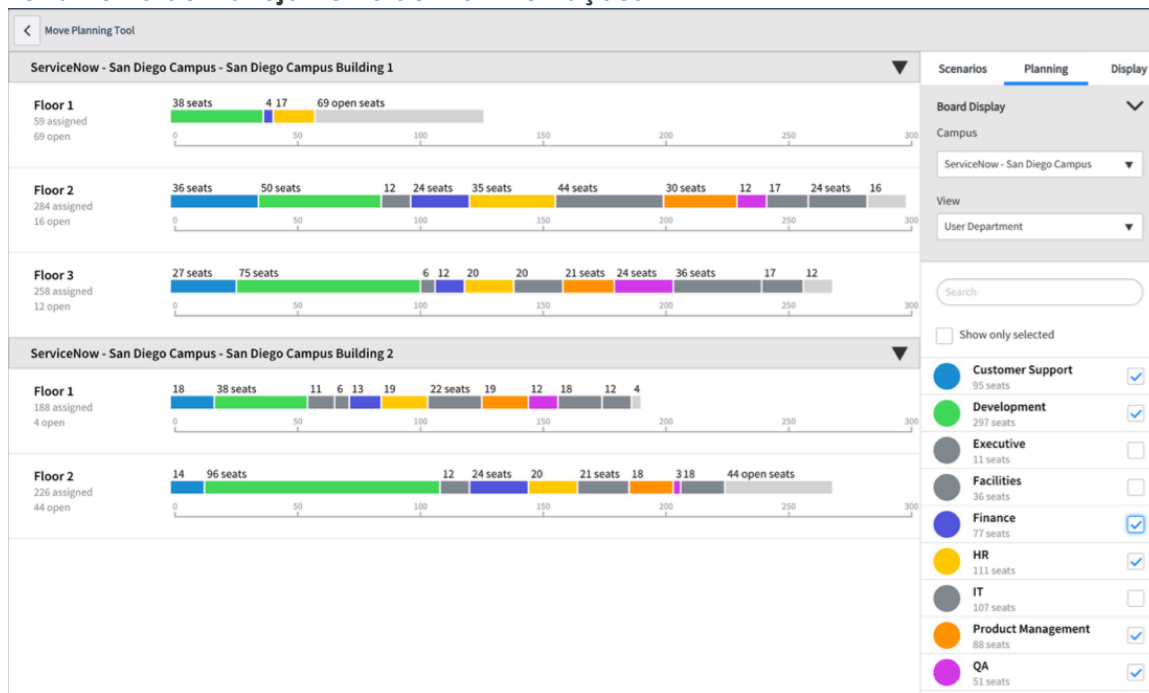 Move Planning Tool
ServiceNow - San Diego Campus - San Diego Campus Building 1
Floor 1
59 assigned
69 open
38 seats 4 17 69 open seats
0 50 100 150 200 250 300
Floor 2
284 assigned
16 open
36 seats 50 seats 12 24 seats 35 seats 44 seats 30 seats 12 17 24 seats 16
0 50 100 150 200 250 300
Floor 3
258 assigned
12 open
27 seats 75 seats 6 12 20 20 21 seats 24 seats 36 seats 17 12
0 50 100 150 200 250 300
ServiceNow - San Diego Campus - San Diego Campus Building 2
Floor 1
188 assigned
4 open
18 38 seats 11 6 13 19 22 seats 19 12 18 12 4
0 50 100 150 200 250 300
Floor 2
226 assigned
44 open
14 96 seats 12 24 seats 20 21 seats 18 3 18 44 open seats
0 50 100 150 200 250 300
Scenarios Planning Display
Board Display
Campus
ServiceNow - San Diego Campus
View
User Department
Search
Show only selected
Customer Support
95 seats
Development
297 seats
Executive
11 seats
Facilities
36 seats
Finance
77 seats
HR
111 seats
IT
107 seats
Product Management
88 seats
QA
51 seats